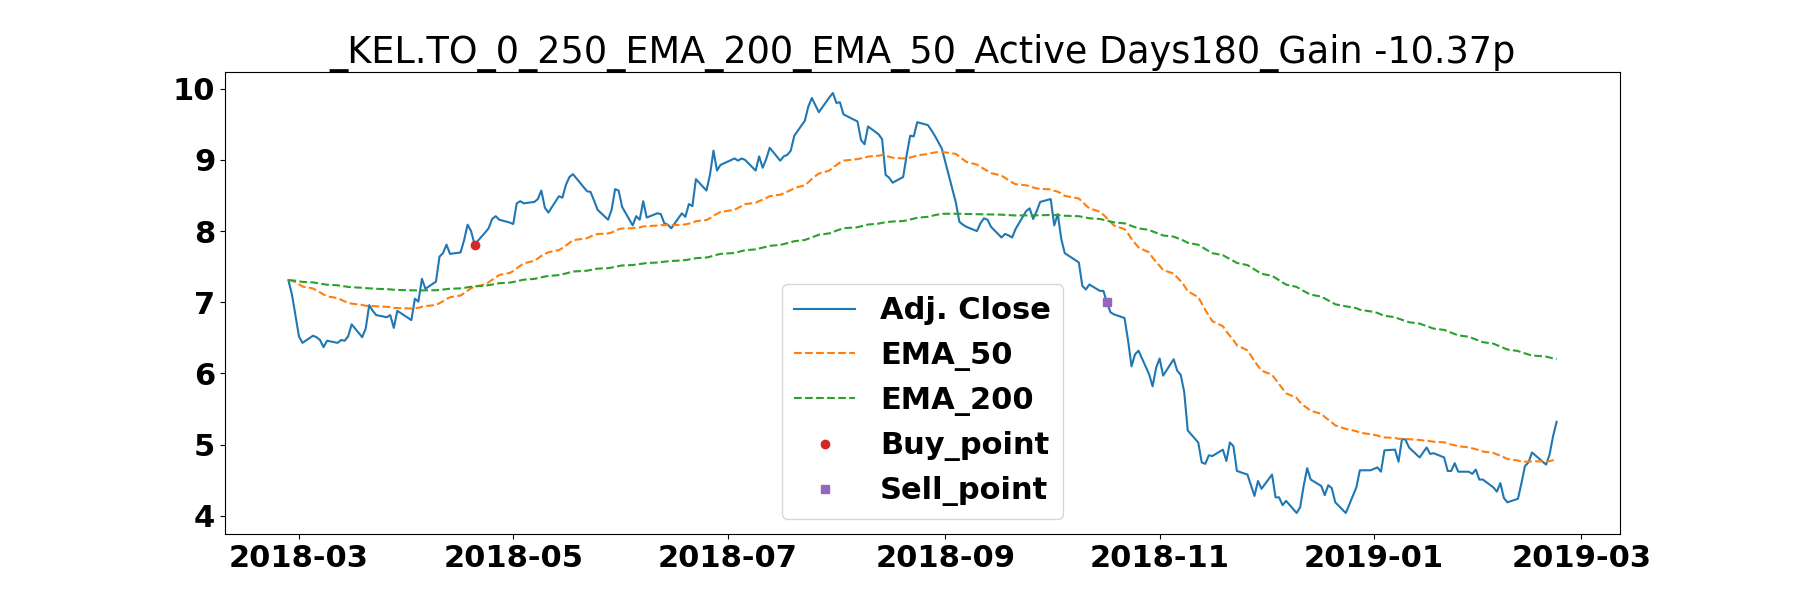 _KEL.TO_0_250_EMA_200_EMA_50_Active Days180_Gain -10.37p
10
9
8
7
6
5
4
Adj. Close
EMA_50
EMA_200
Buy_point
Sell_point
2018-03 2018-05 2018-07 2018-09 2018-11 2019-01 2019-03